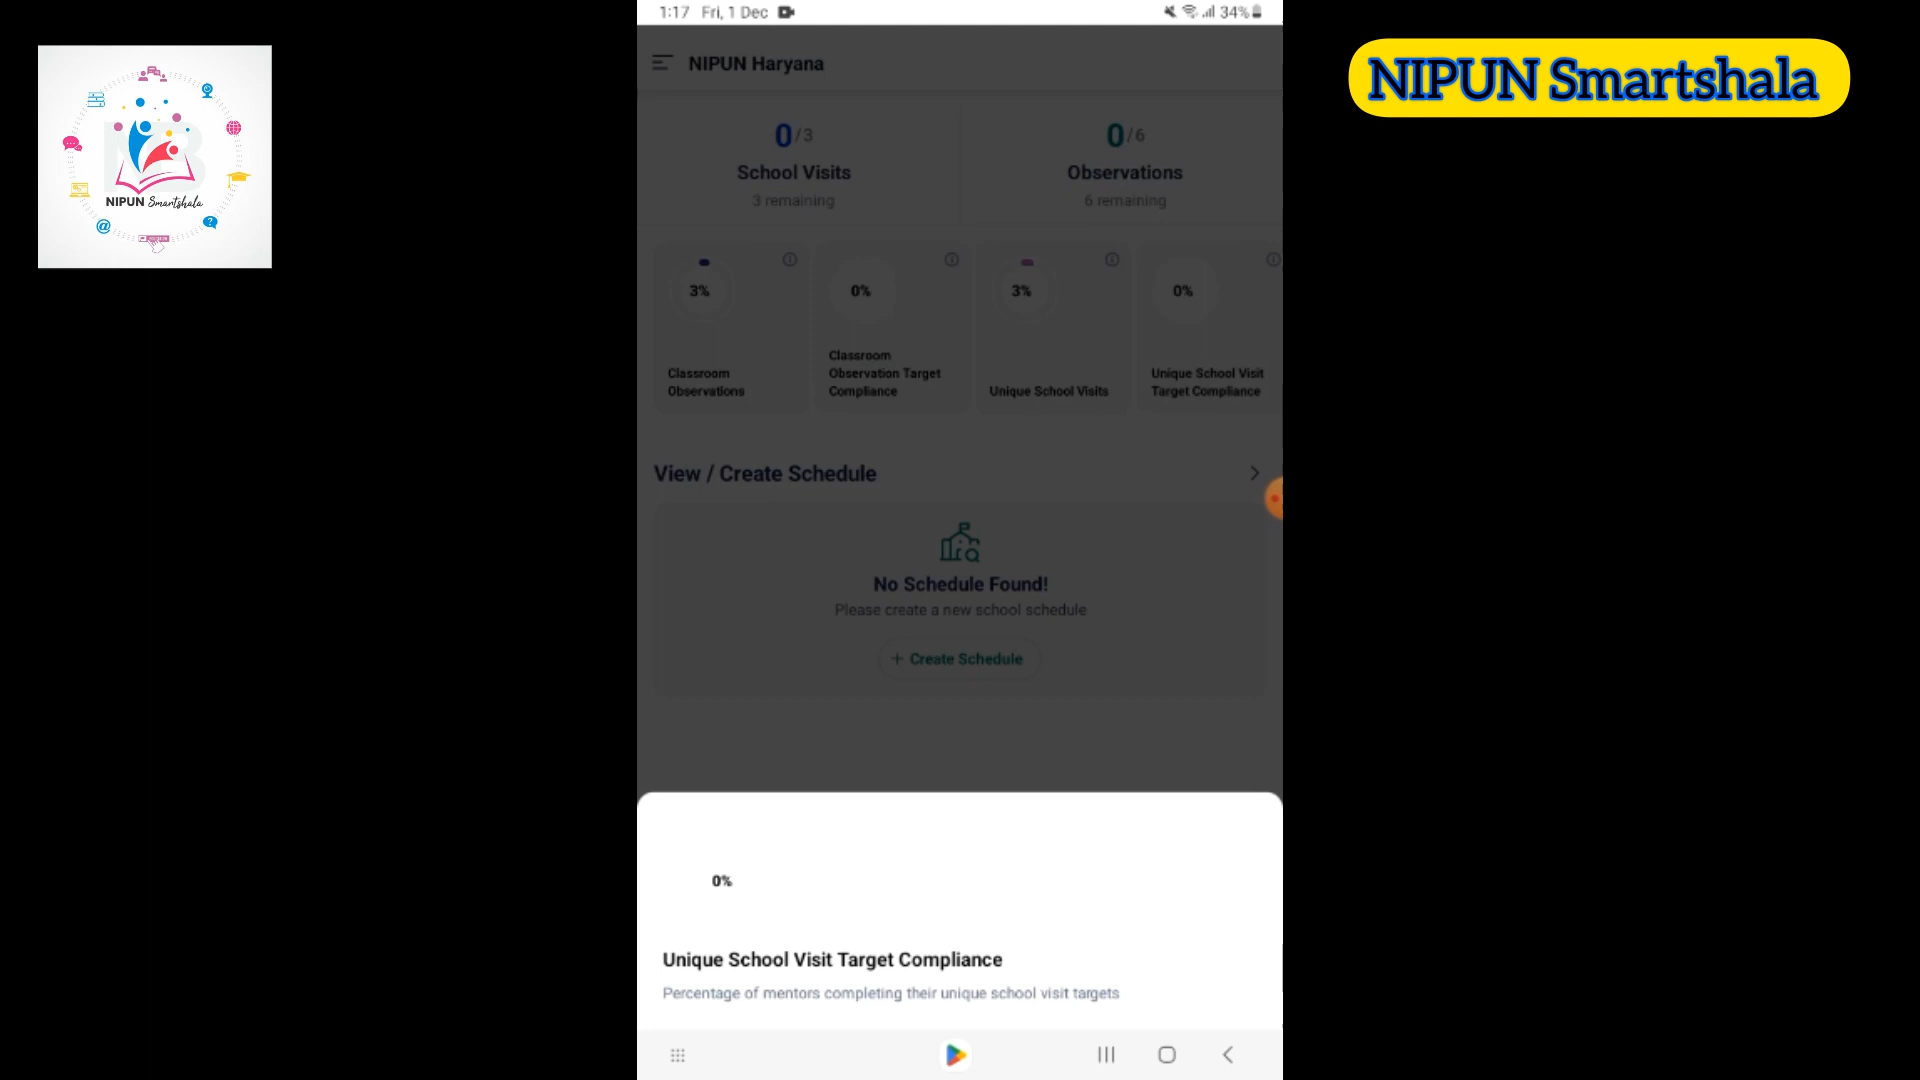 1:17 Fri, 1 Dec
34%
NIPUN Smartshala
NIPUN Smartshala
NIPUN Haryana
0/3
School Visits
3 remaining
0/6
Observations
6 remaining
3%
Classroom
Observations
0%
Classroom
Observation Target
Compliance
3%
Unique School Visits
0%
Unique School Visit
Target Compliance
View / Create Schedule
No Schedule Found!
Please create a new school schedule
+ Create Schedule
0%
Unique School Visit Target Compliance
Percentage of mentors completing their unique school visit targets